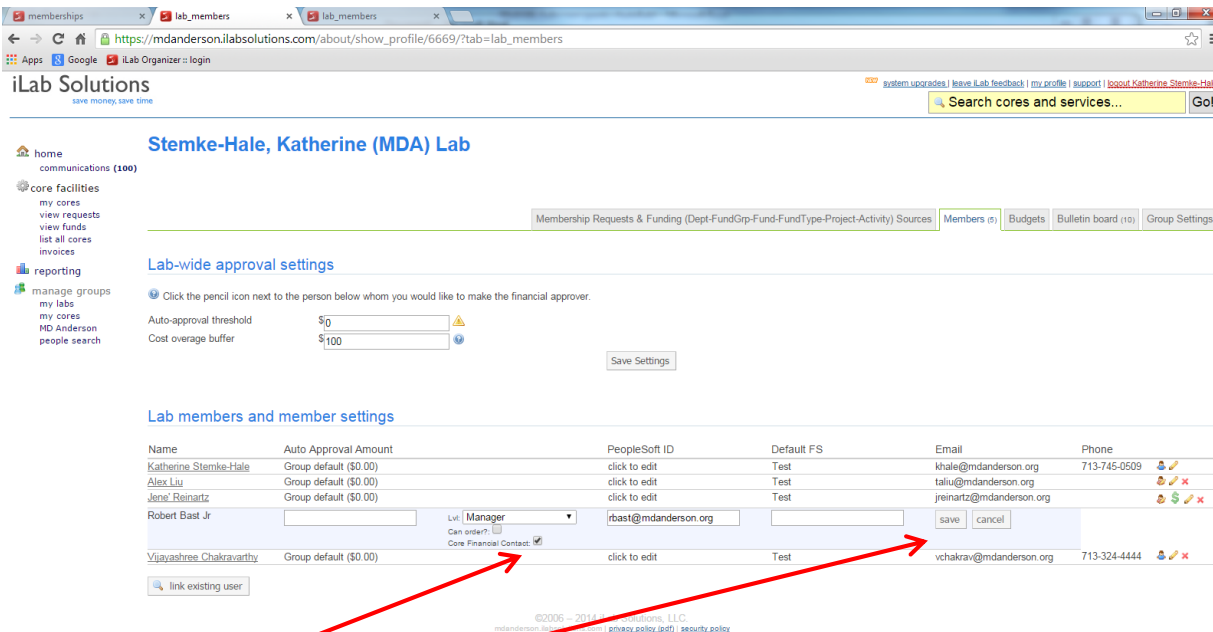 memberships
lab_members
lab_members
https://mdanderson.ilabsolutions.com/about/show_profile/6669/?tab=lab_members
Apps Google iLab Organizer :: login
iLab Solutions
save money, save time
NEW system upgrades | leave iLab feedback | my profile | support | logout Katherine Stemke-Hal
Search cores and services... Go!
home
communications (100)
core facilities
my cores
view requests
view funds
list all cores
invoices
reporting
manage groups
my labs
my cores
MD Anderson
people search
Stemke-Hale, Katherine (MDA) Lab
Membership Requests & Funding (Dept-FundGrp-Fund-FundType-Project-Activity) Sources Members (5) Budgets Bulletin board (10) Group Settings
Lab-wide approval settings
Click the pencil icon next to the person below whom you would like to make the financial approver.
Auto-approval threshold $ 0
Cost overage buffer $ 100
Save Settings
Lab members and member settings
Name Auto Approval Amount PeopleSoft ID Default FS Email Phone
Katherine Stemke-Hale Group default ($0.00) click to edit Test khale@mdanderson.org 713-745-0509
Alex Liu Group default ($0.00) click to edit Test taliu@mdanderson.org
Jene' Reinartz Group default ($0.00) click to edit Test jreinartz@mdanderson.org
Robert Bast Jr Lvl: Manager rbast@mdanderson.org save cancel
Can order?:
Core Financial Contact:
Vijayashree Chakravarthy Group default ($0.00) click to edit Test vchakrav@mdanderson.org 713-324-4444
link existing user
©2006 – 2014 iLab Solutions, LLC.
privacy policy (pdf) | security policy